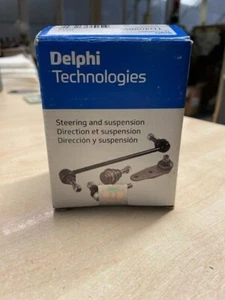 Delphi
Technologies
Steering and suspension
Direction et suspension
Dirección y suspensión